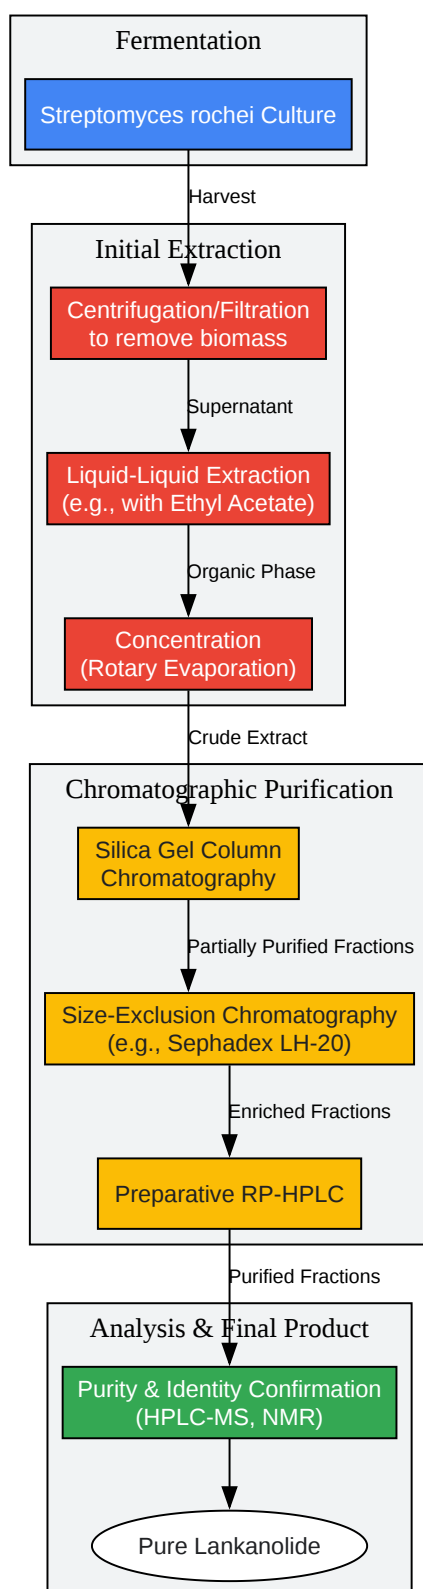 Fermentation
Streptomyces rochei Culture
Harvest
Initial Extraction
Centrifugation/Filtration
to remove biomass
Supernatant
Liquid-Liquid Extraction
(e.g., with Ethyl Acetate)
Organic Phase
Concentration
(Rotary Evaporation)
Crude Extract
Chromatographic Purification
Silica Gel Column
Chromatography
Partially Purified Fractions
Size-Exclusion Chromatography
(e.g., Sephadex LH-20)
Enriched Fractions
Preparative RP-HPLC
Purified Fractions
Analysis & Final Product
Purity & Identity Confirmation
(HPLC-MS, NMR)
Pure Lankanolide